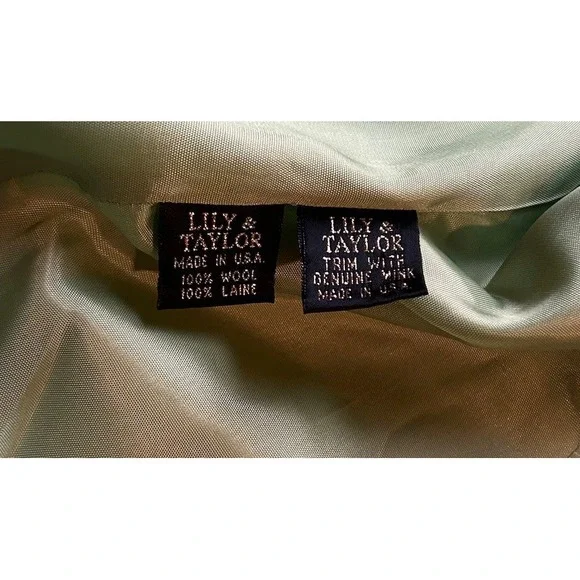 LILY &
TAYLOR
MADE IN U.S.A.
100% WOOL
100% LAINE
LILY &
TAYLOR
TRIM WITH
GENUINE MINK
MADE IN U.S.A.